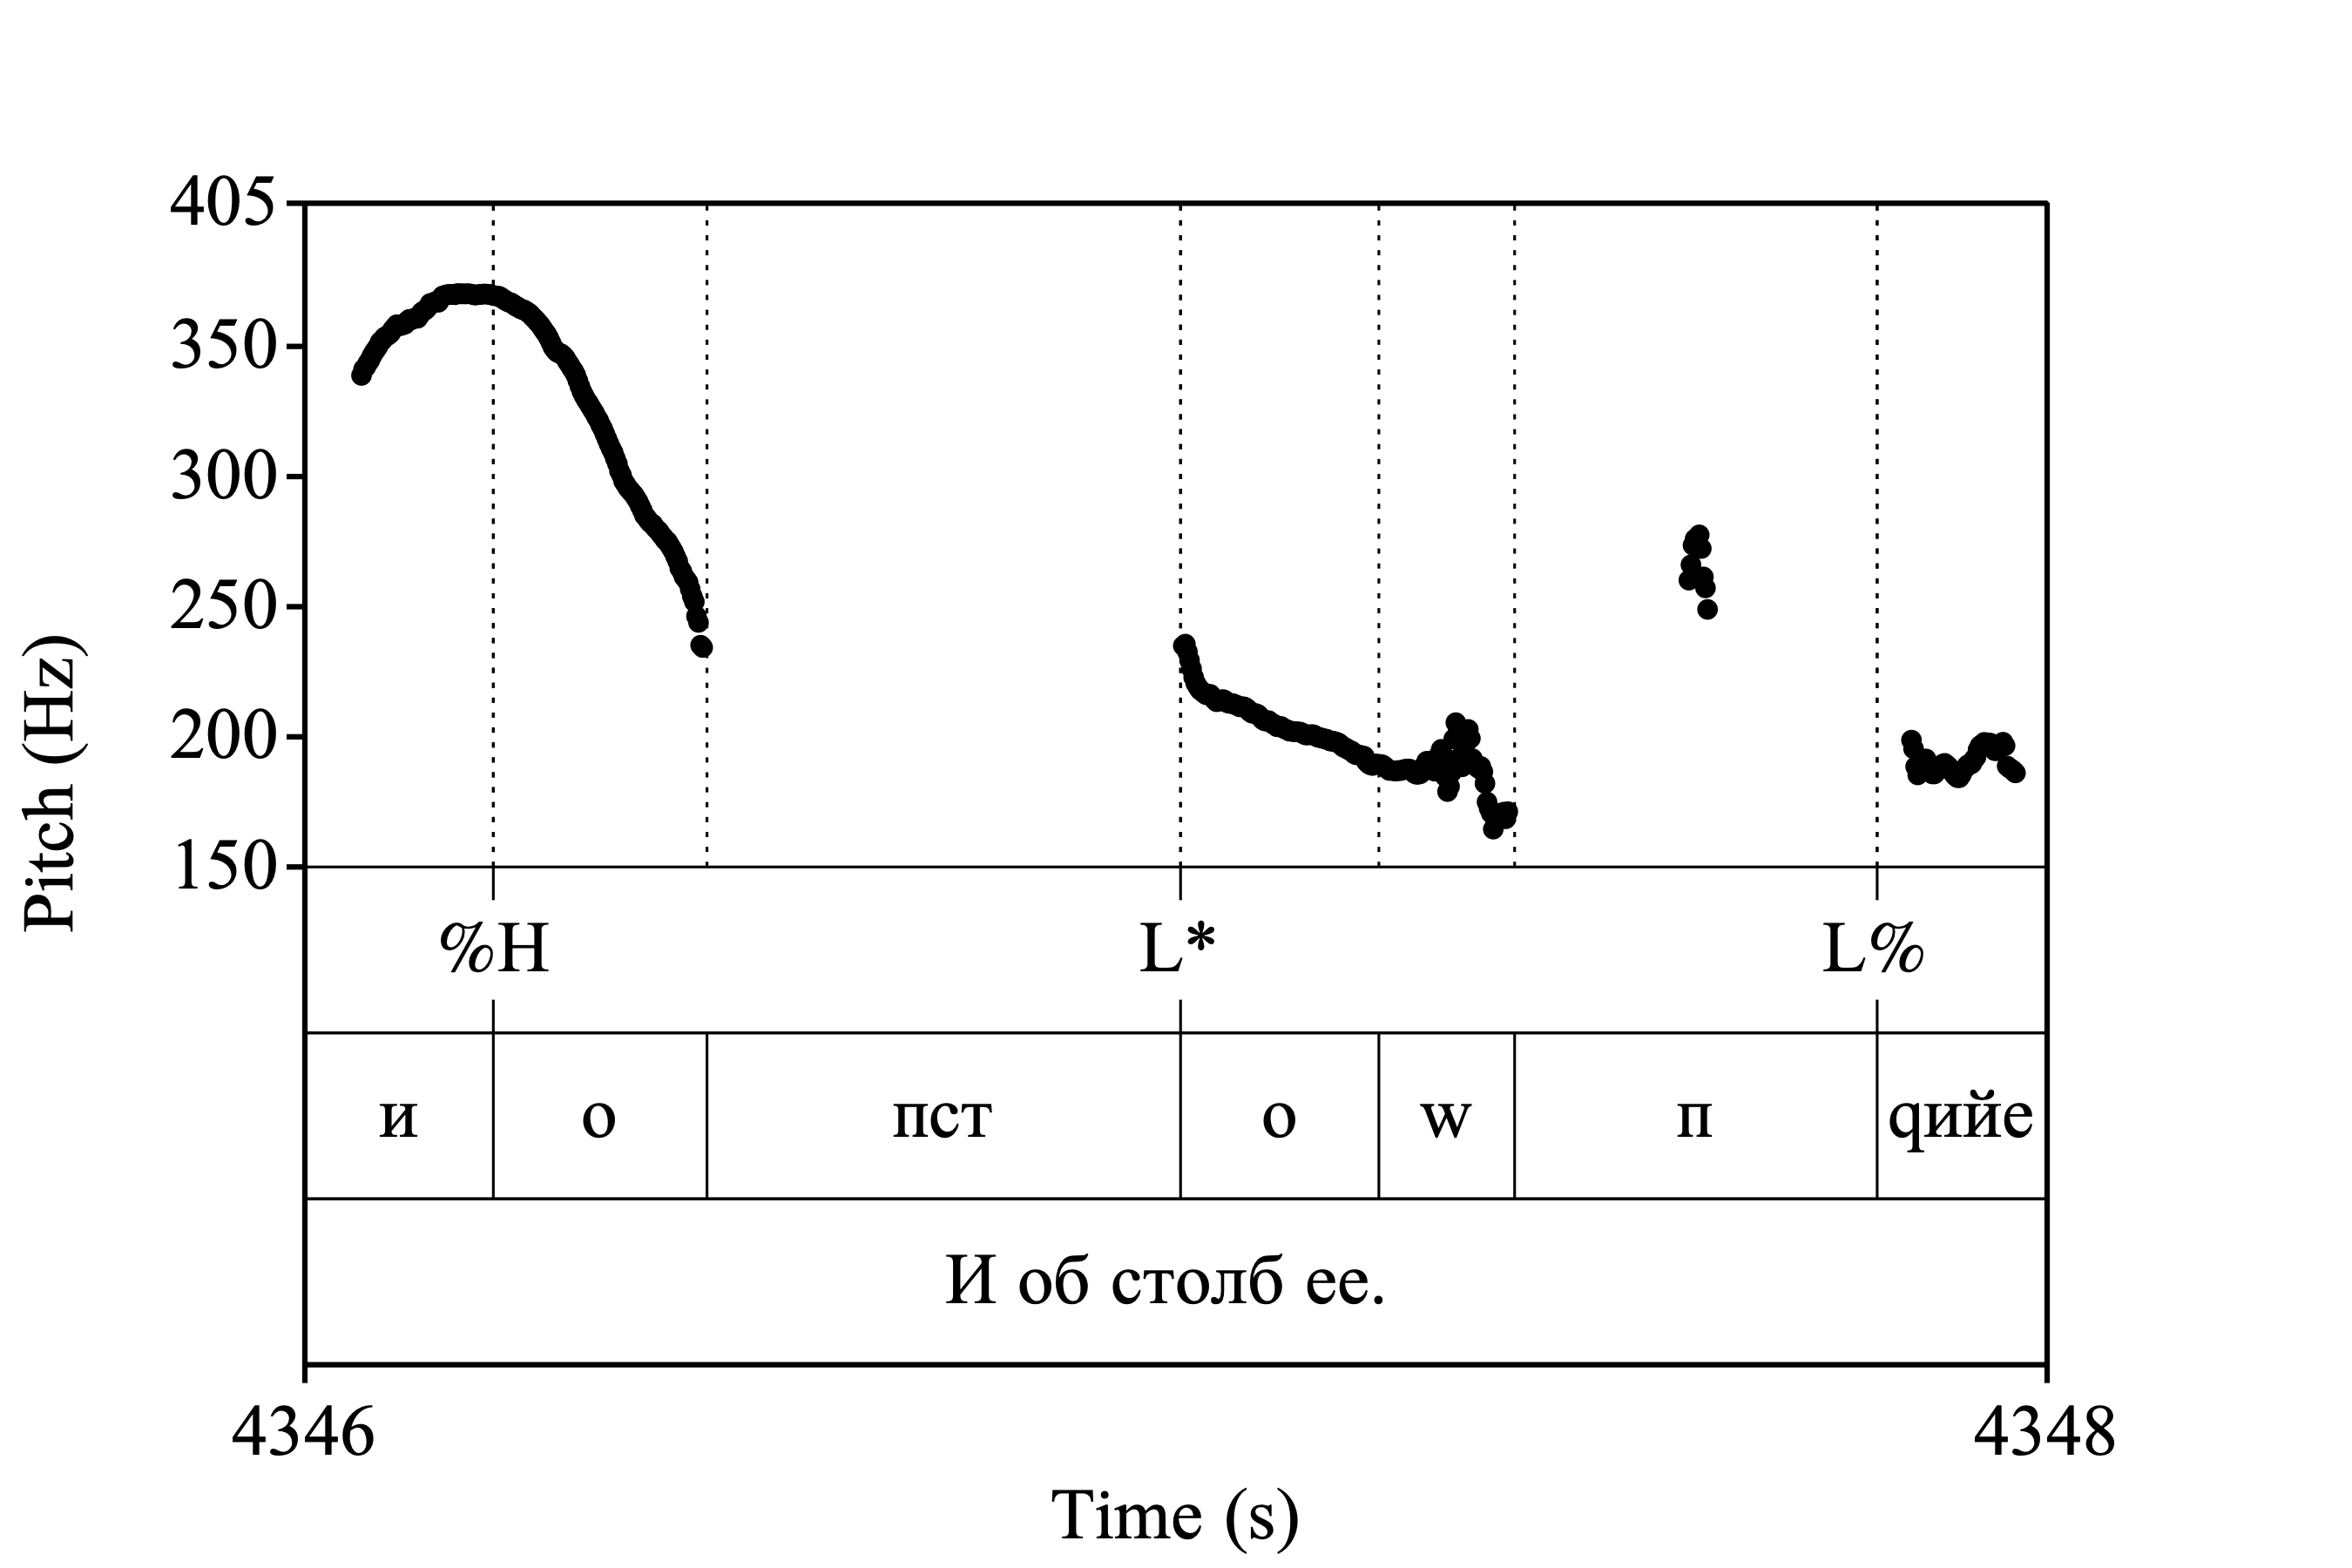 405
350
300
250
200
150
Pitch (Hz)
%H L* L%
и о пст о w п qийе
И об столб ее.
4346 4348
Time (s)